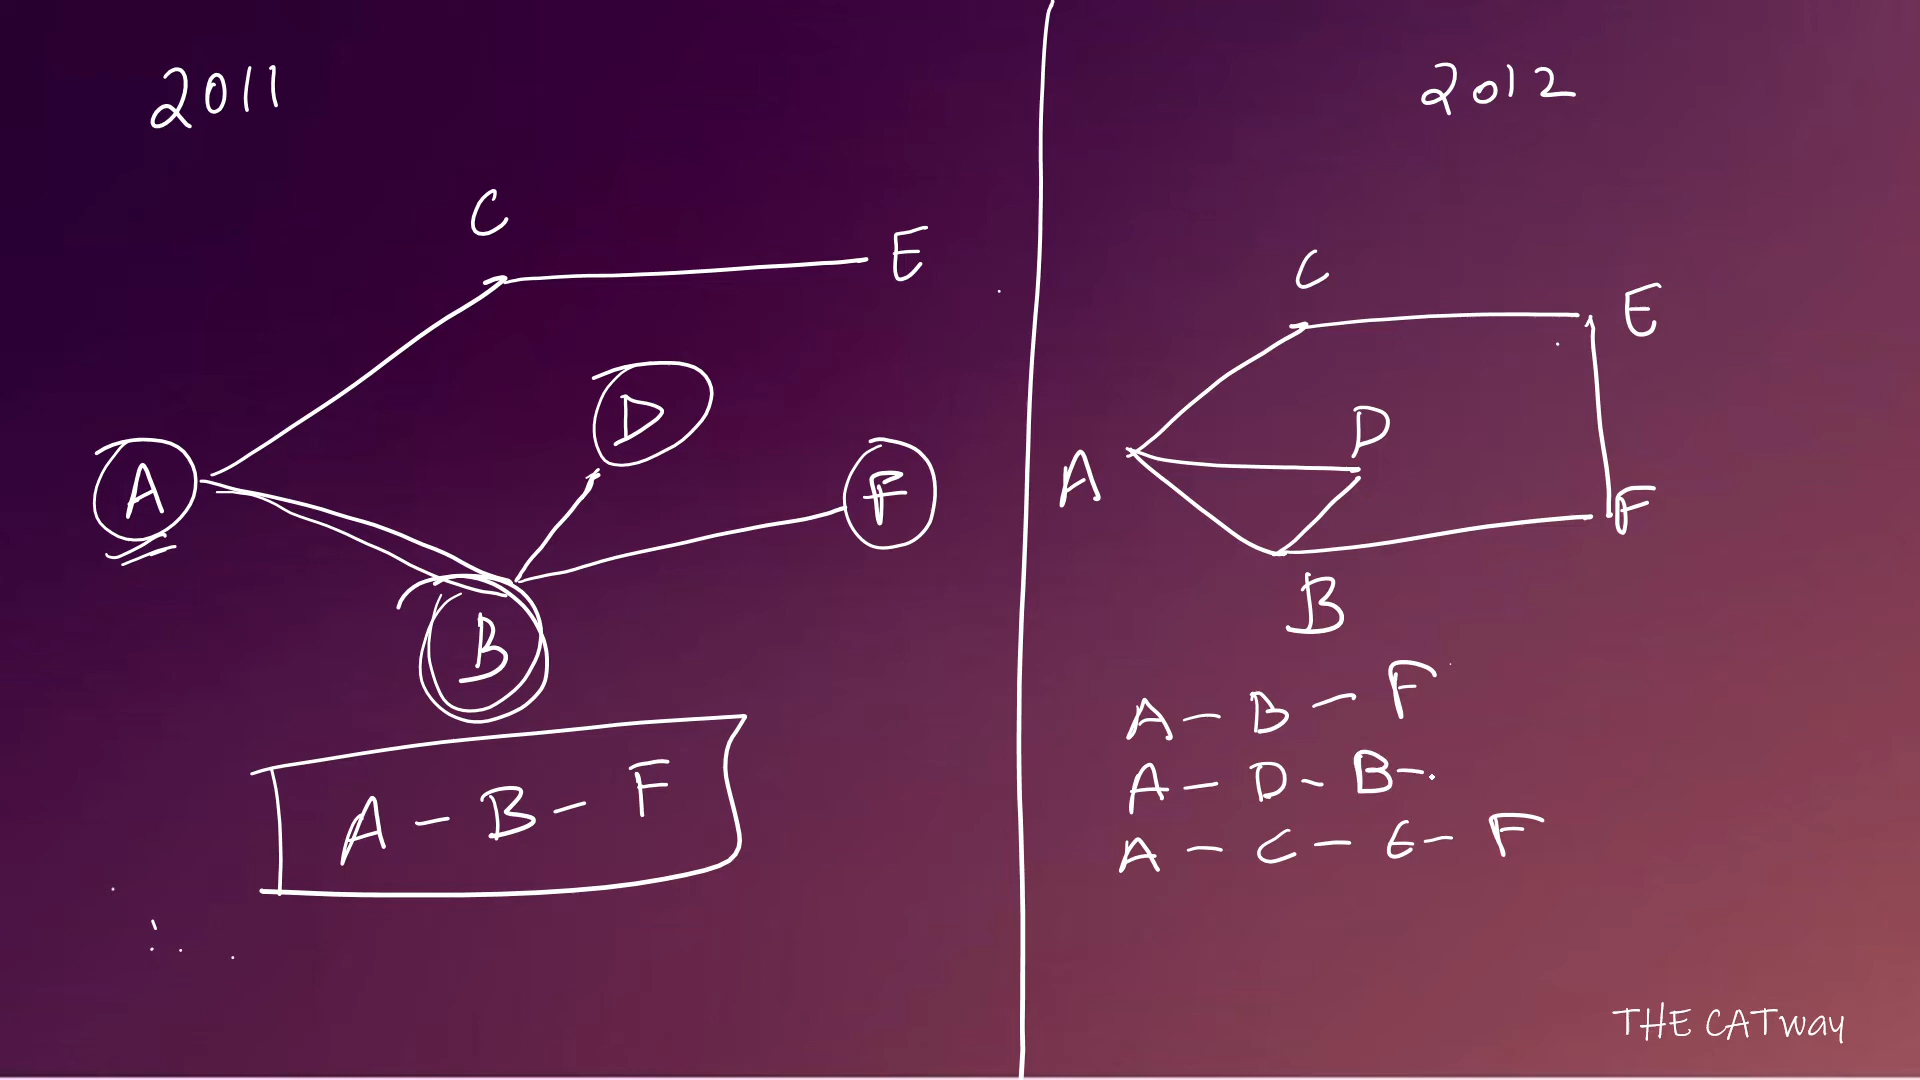 2011
C
E
D
A
F
B
A - B - F
2012
C
E
D
A
F
B
A - B - F
A - D - B -
A - C - E - F
THE CATway